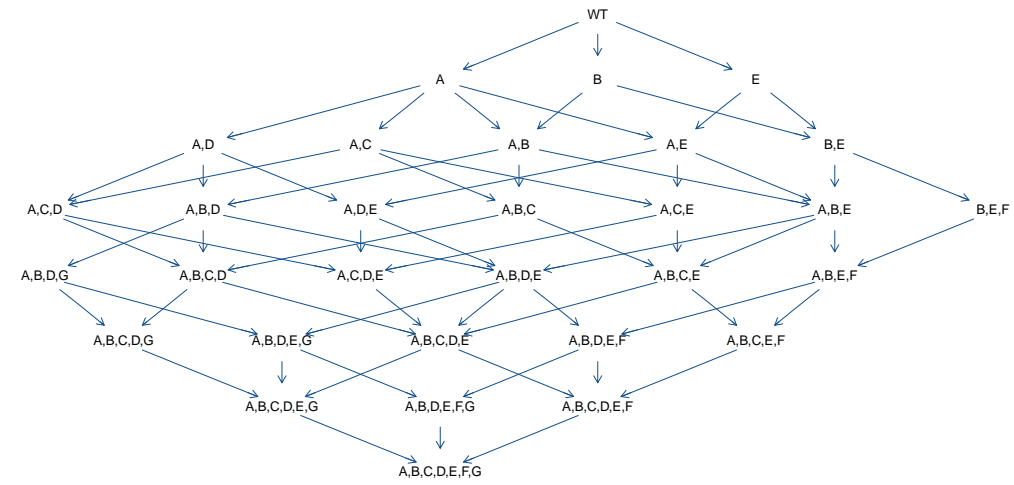 WT
A
B
E
A,D
A,C
A,B
A,E
B,E
A,C,D
A,B,D
A,D,E
A,B,C
A,C,E
A,B,E
B,E,F
A,B,D,G
A,B,C,D
A,C,D,E
A,B,D,E
A,B,C,E
A,B,E,F
A,B,C,D,G
A,B,D,E,G
A,B,C,D,E
A,B,D,E,F
A,B,C,E,F
A,B,C,D,E,G
A,B,D,E,F,G
A,B,C,D,E,F
A,B,C,D,E,F,G